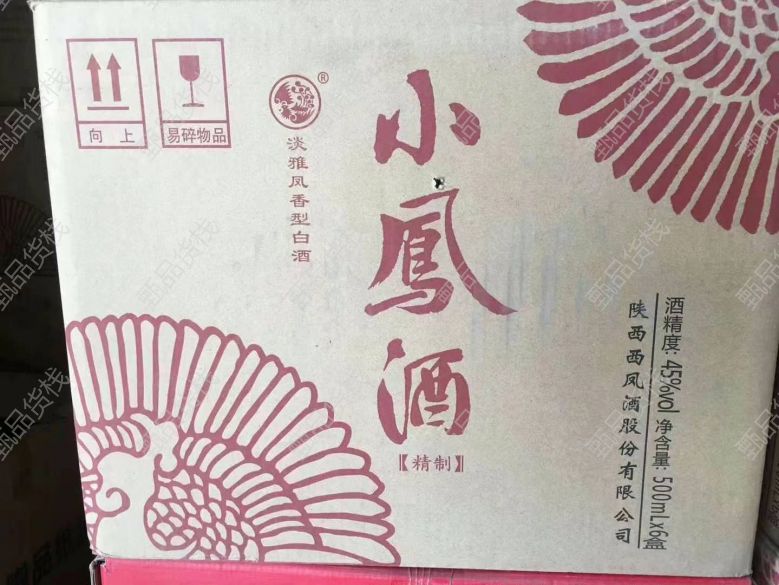 向上
易碎物品
®
淡雅凤香型白酒
小鳳酒
【精制】
酒精度:45%vol 净含量:500mLx6盒
陕西西凤酒股份有限公司
甄品货栈